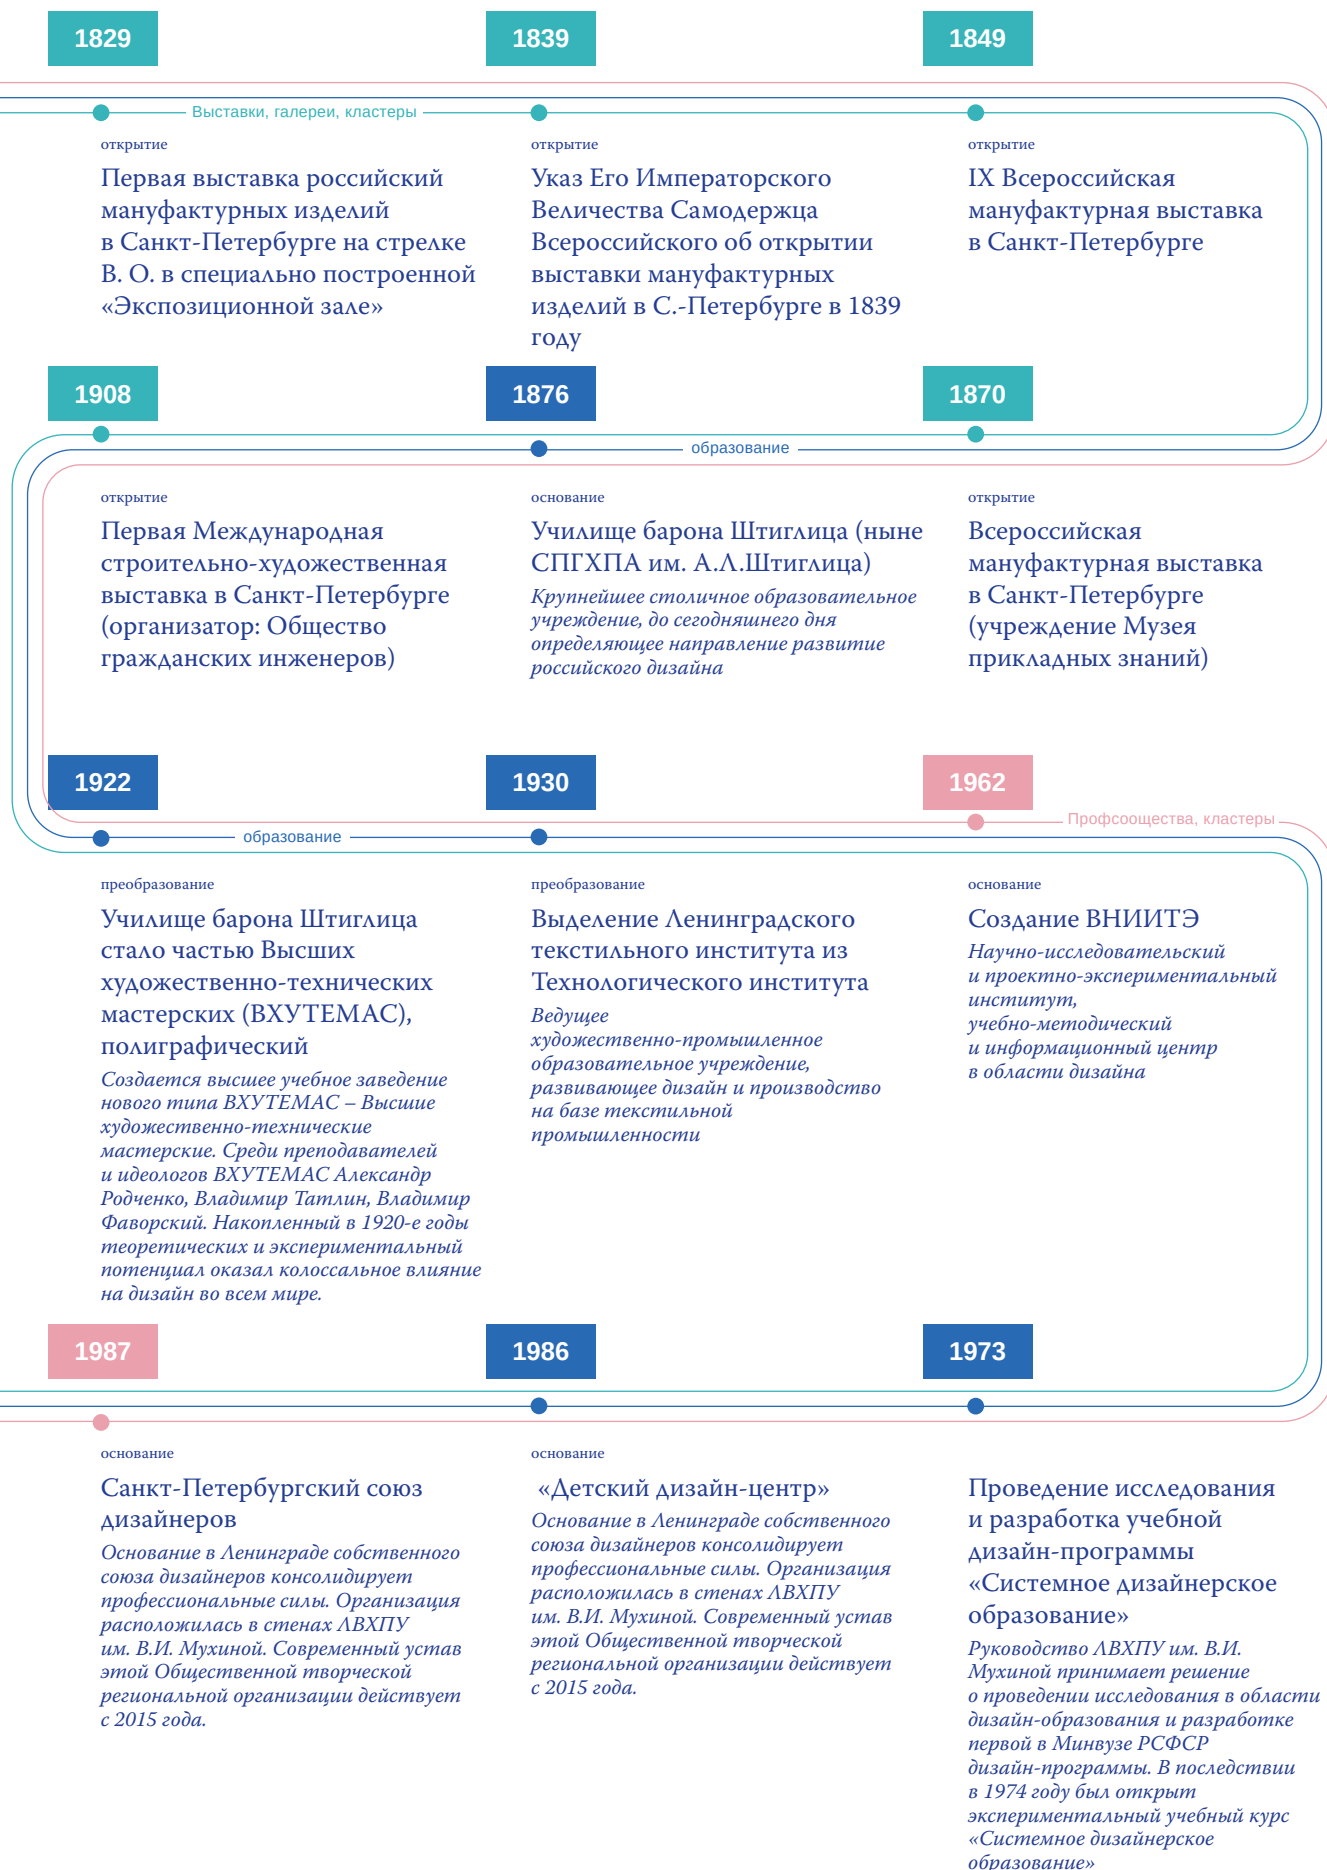 1829
Выставки, галереи, кластеры
открытие
Первая выставка российский
мануфактурных изделий
в Санкт-Петербурге на стрелке
В. О. в специально построенной
«Экспозиционной зале»
1839
открытие
Указ Его Императорского
Величества Самодержца
Всероссийского об открытии
выставки мануфактурных
изделий в С.-Петербурге в 1839
году
1849
открытие
IX Всероссийская
мануфактурная выставка
в Санкт-Петербурге
1908
открытие
Первая Международная
строительно-художественная
выставка в Санкт-Петербурге
(организатор: Общество
гражданских инженеров)
1876
образование
основание
Училище барона Штиглица (ныне
СПГХПА им. А.Л.Штиглица)
Крупнейшее столичное образовательное
учреждение, до сегодняшнего дня
определяющее направление развитие
российского дизайна
1870
открытие
Всероссийская
мануфактурная выставка
в Санкт-Петербурге
(учреждение Музея
прикладных знаний)
1922
образование
преобразование
Училище барона Штиглица
стало частью Высших
художественно-технических
мастерских (ВХУТЕМАС),
полиграфический
Создается высшее учебное заведение
нового типа ВХУТЕМАС – Высшие
художественно-технические
мастерские. Среди преподавателей
и идеологов ВХУТЕМАС Александр
Родченко, Владимир Татлин, Владимир
Фаворский. Накопленный в 1920-е годы
теоретических и экспериментальный
потенциал оказал колоссальное влияние
на дизайн во всем мире.
1930
преобразование
Выделение Ленинградского
текстильного института из
Технологического института
Ведущее
художественно-промышленное
образовательное учреждение,
развивающее дизайн и производство
на базе текстильной
промышленности
1962
Профсоощества, кластеры
основание
Создание ВНИИТЭ
Научно-исследовательский
и проектно-экспериментальный
институт,
учебно-методический
и информационный центр
в области дизайна
1987
основание
Санкт-Петербургский союз
дизайнеров
Основание в Ленинграде собственного
союза дизайнеров консолидирует
профессиональные силы. Организация
расположилась в стенах ЛВХПУ
им. В.И. Мухиной. Современный устав
этой Общественной творческой
региональной организации действует
с 2015 года.
1986
основание
«Детский дизайн-центр»
Основание в Ленинграде собственного
союза дизайнеров консолидирует
профессиональные силы. Организация
расположилась в стенах ЛВХПУ
им. В.И. Мухиной. Современный устав
этой Общественной творческой
региональной организации действует
с 2015 года.
1973
Проведение исследования
и разработка учебной
дизайн-программы
«Системное дизайнерское
образование»
Руководство ЛВХПУ им. В.И.
Мухиной принимает решение
о проведении исследования в области
дизайн-образования и разработке
первой в Минвузе РСФСР
дизайн-программы. В последствии
в 1974 году был открыт
экспериментальный учебный курс
«Системное дизайнерское
образование»